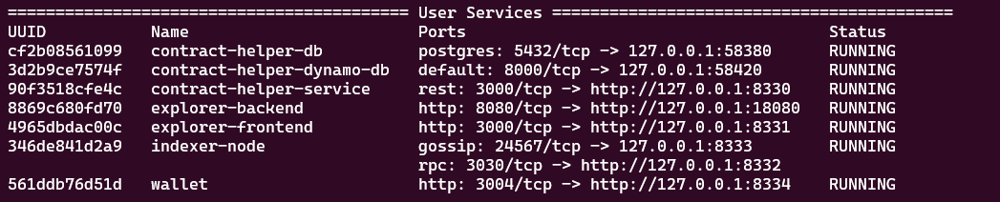 ========================================== User Services ==========================================
UUID Name Ports Status
cf2b08561099 contract-helper-db postgres: 5432/tcp -> 127.0.0.1:58380 RUNNING
3d2b9ce7574f contract-helper-dynamo-db default: 8000/tcp -> 127.0.0.1:58420 RUNNING
90f3518cfe4c contract-helper-service rest: 3000/tcp -> http://127.0.0.1:8330 RUNNING
8869c680fd70 explorer-backend http: 8080/tcp -> http://127.0.0.1:18080 RUNNING
4965dbdac00c explorer-frontend http: 3000/tcp -> http://127.0.0.1:8331 RUNNING
346de841d2a9 indexer-node gossip: 24567/tcp -> 127.0.0.1:8333 RUNNING
rpc: 3030/tcp -> http://127.0.0.1:8332
561ddb76d51d wallet http: 3004/tcp -> http://127.0.0.1:8334 RUNNING